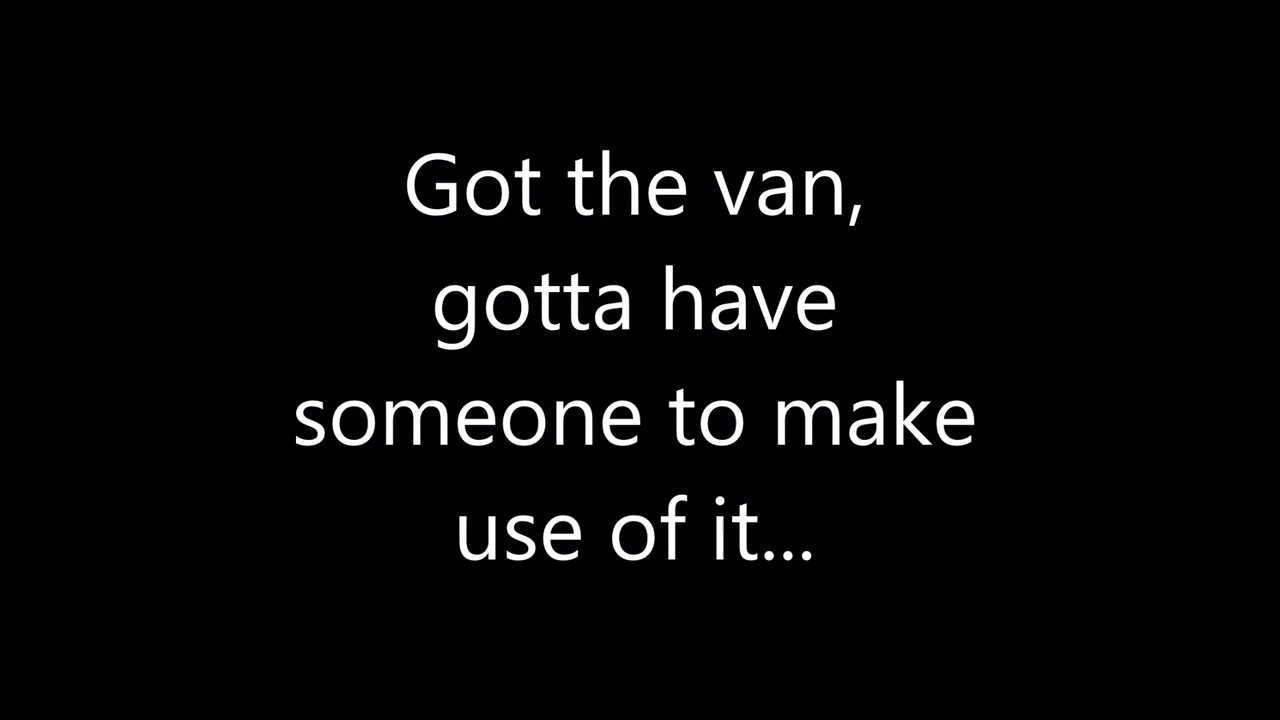 Got the van,
gotta have
someone to make
use of it...